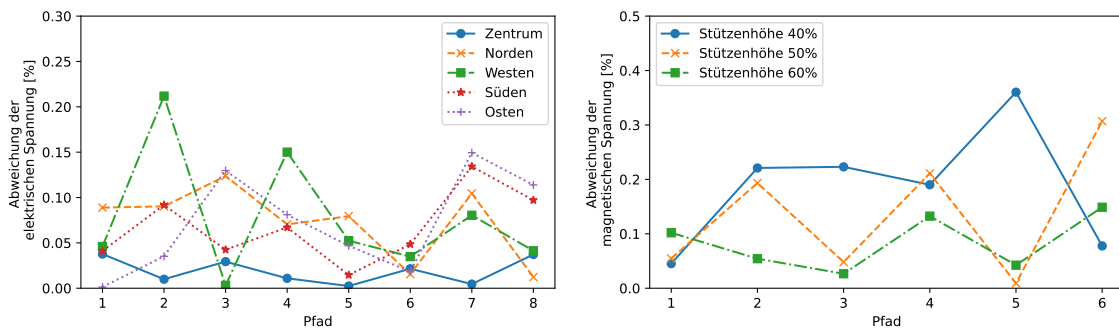 Abweichung der
elektrischen Spannung [%]
0.30
0.25
0.20
0.15
0.10
0.05
0.00
1 2 3 4 5 6 7 8
Pfad
Zentrum
Norden
Westen
Süden
Osten
Abweichung der
magnetischen Spannung [%]
0.5
0.4
0.3
0.2
0.1
0.0
1 2 3 4 5 6
Pfad
Stützenhöhe 40%
Stützenhöhe 50%
Stützenhöhe 60%